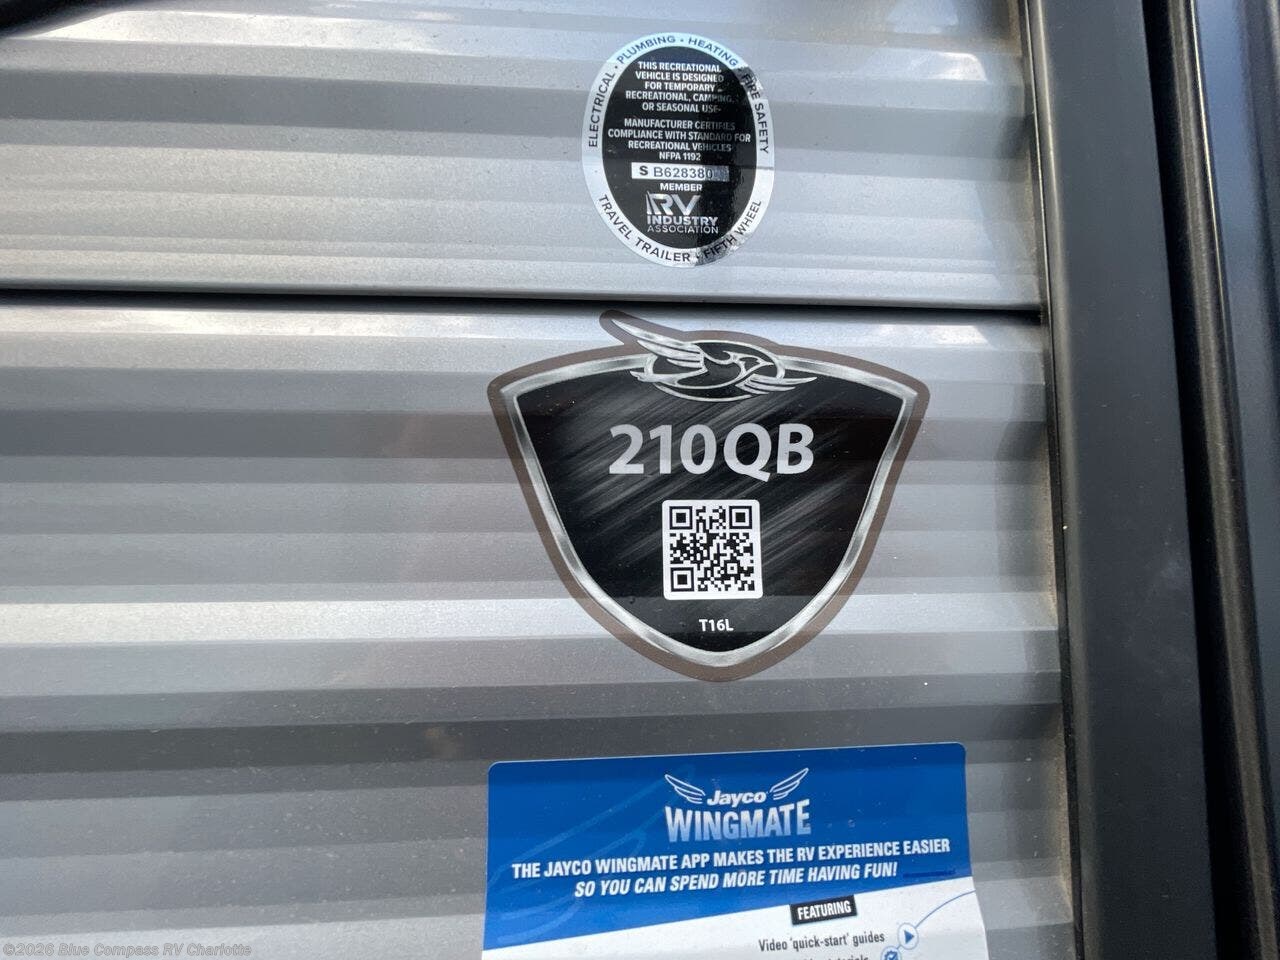 ELECTRICAL • PLUMBING • HEATING • FIRE SAFETY
THIS RECREATIONAL
VEHICLE IS DESIGNED
FOR TEMPORARY
RECREATIONAL, CAMPING,
OR SEASONAL USE
MANUFACTURER CERTIFIES
COMPLIANCE WITH STANDARD FOR
RECREATIONAL VEHICLES
NFPA 1192
S B628380
MEMBER
RV
INDUSTRY
ASSOCIATION
TRAVEL TRAILER • FIFTH WHEEL
210QB
T16L
Jayco
WINGMATE
THE JAYCO WINGMATE APP MAKES THE RV EXPERIENCE EASIER
SO YOU CAN SPEND MORE TIME HAVING FUN!
FEATURING
Video 'quick-start' guides
©2026 Blue Compass RV Charlotte